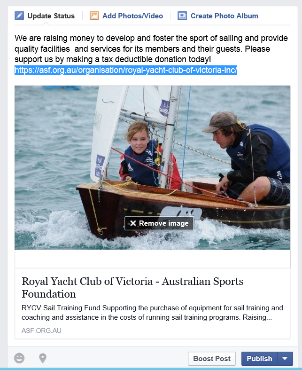 Update Status Add Photos/Video Create Photo Album
We are raising money to develop and foster the sport of sailing and provide
quality facilities and services for its members and their guests. Please
support us by making a tax deductible donation today!
https://asf.org.au/organisation/royal-yacht-club-of-victoria-inc/
Remove image
Royal Yacht Club of Victoria - Australian Sports
Foundation
RYCV Sail Training Fund Supporting the purchase of equipment for sail training and
coaching and assistance in the costs of running sail training programs. Raising...
ASF.ORG.AU
Boost Post Publish